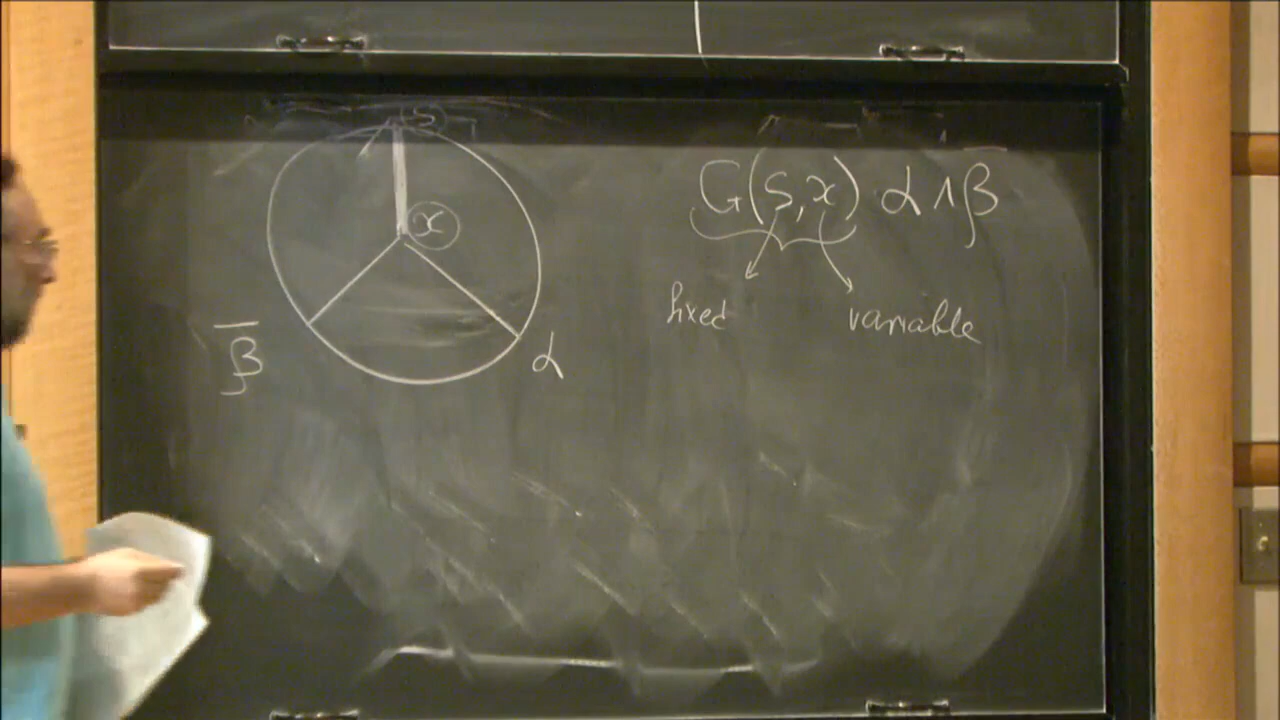 S
x
β
α
G(S,x) α ∧ β
fixed
variable